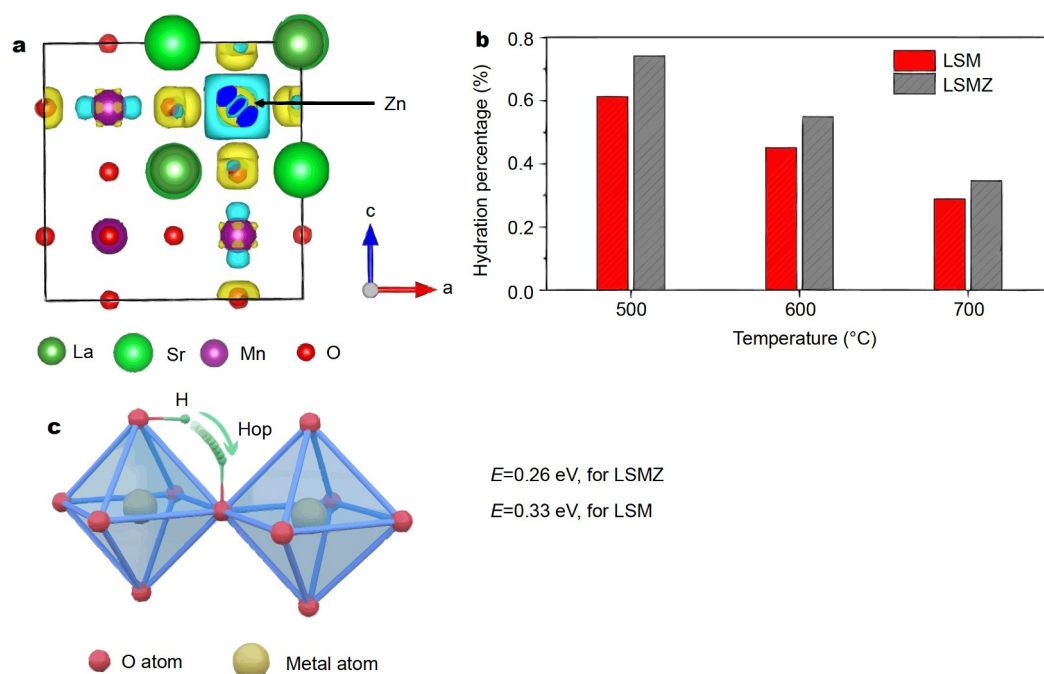 a
Zn
c
a
La
Sr
Mn
O
b
Hydration percentage (%)
0.8
0.6
0.4
0.2
0.0
LSM
LSMZ
500
600
700
Temperature (°C)
c
H
Hop
O atom
Metal atom
E=0.26 eV, for LSMZ
E=0.33 eV, for LSM